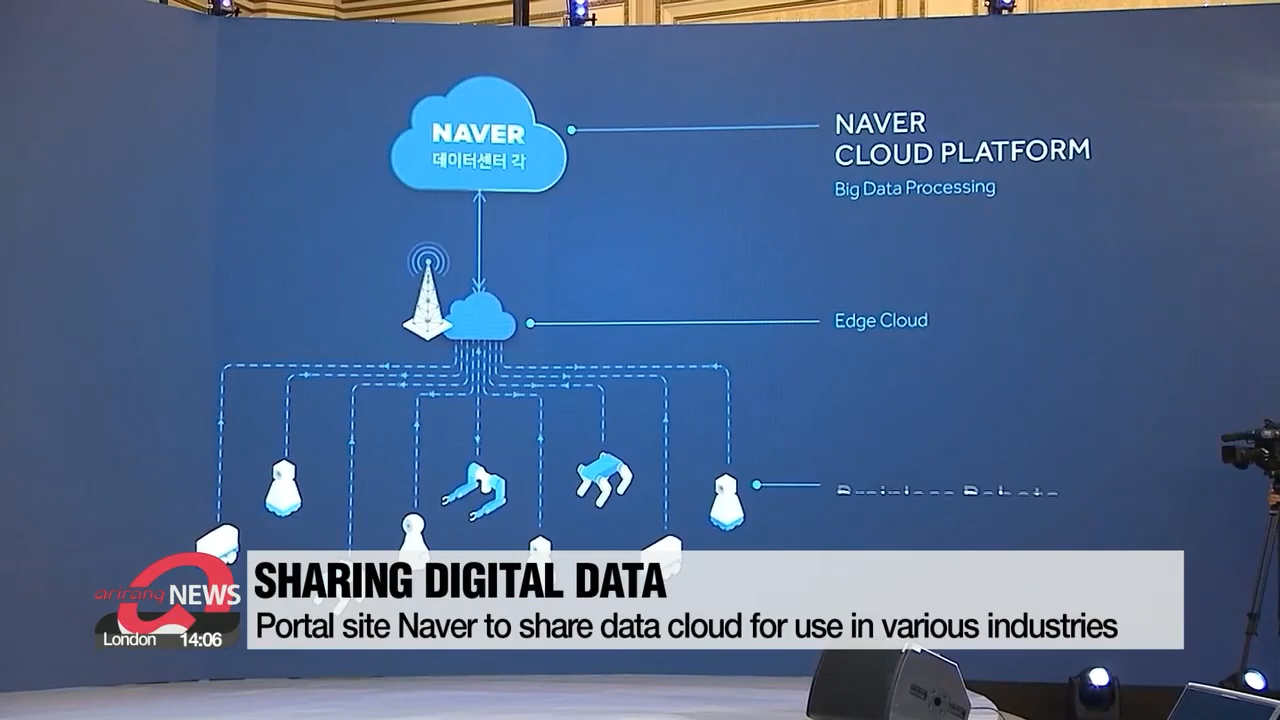 NAVER
데이터센터 각
NAVER
CLOUD PLATFORM
Big Data Processing
Edge Cloud
arirang NEWS
London 14:06
SHARING DIGITAL DATA
Portal site Naver to share data cloud for use in various industries